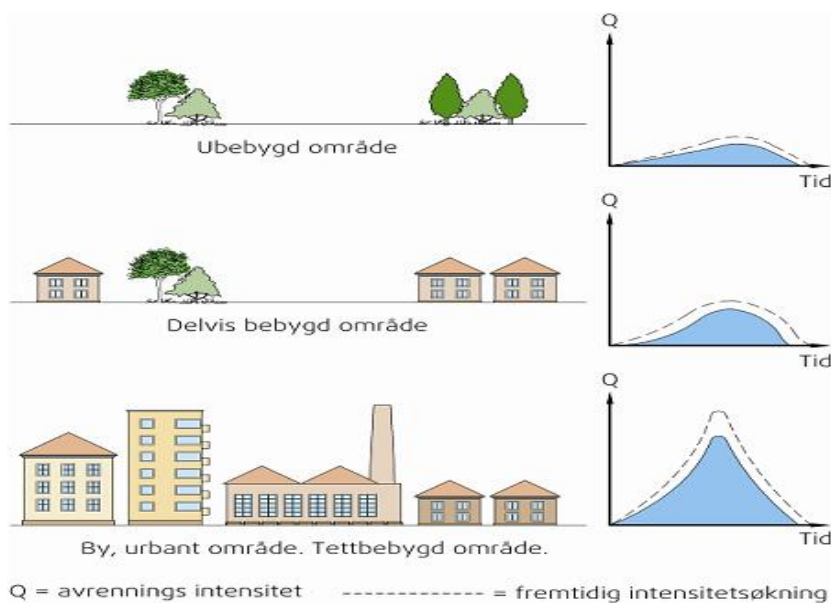 Q
Ubebygd område
Tid
Q
Delvis bebygd område
Tid
Q
By, urbant område. Tettbebygd område.
Tid
Q = avrennings intensitet ------------- = fremtidig intensitetsøkning